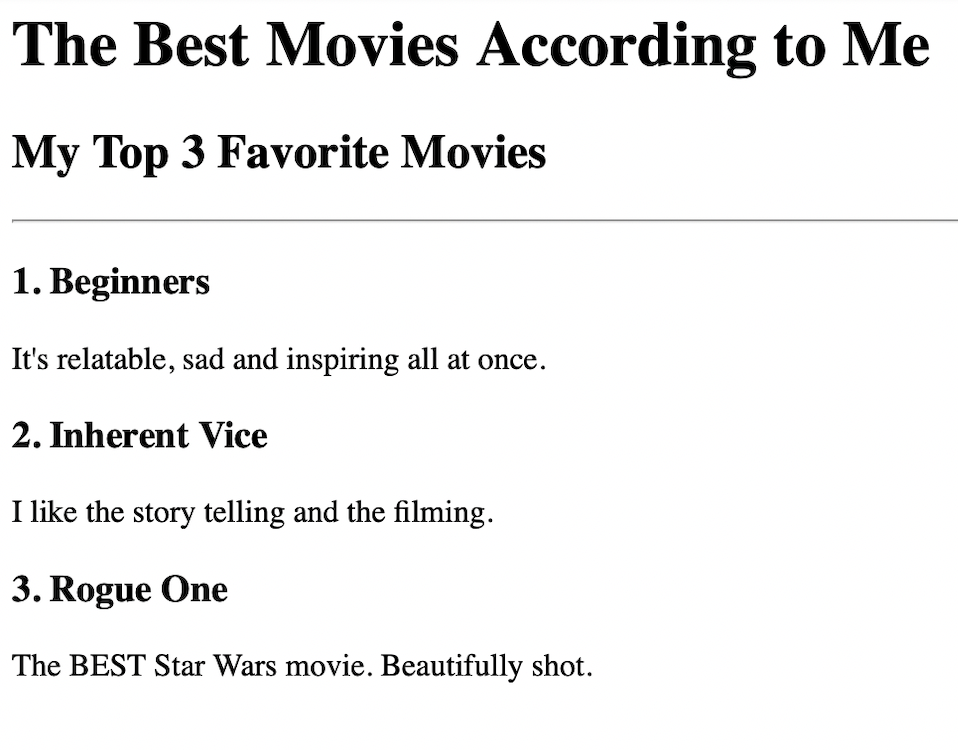 The Best Movies According to Me
My Top 3 Favorite Movies
1. Beginners
It's relatable, sad and inspiring all at once.
2. Inherent Vice
I like the story telling and the filming.
3. Rogue One
The BEST Star Wars movie. Beautifully shot.